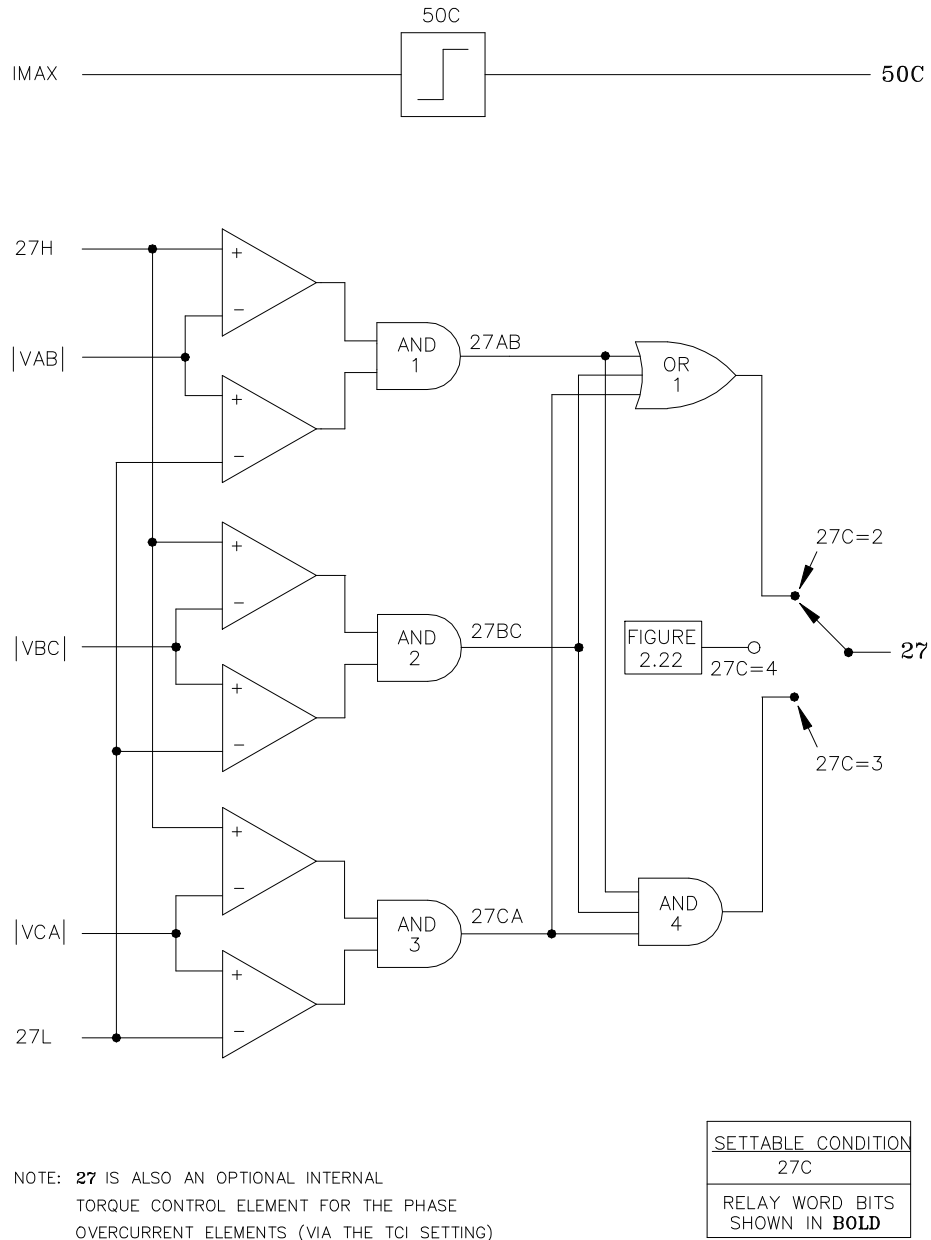 50C
IMAX
50C
27H
+
−
|VAB|
+
−
AND
1
27AB
OR
1
+
−
|VBC|
+
−
AND
2
27BC
27C=2
FIGURE
2.22
27C=4
27
27C=3
+
−
|VCA|
+
−
AND
3
27CA
AND
4
27L
SETTABLE CONDITION
27C
RELAY WORD BITS
SHOWN IN BOLD
NOTE: 27 IS ALSO AN OPTIONAL INTERNAL
TORQUE CONTROL ELEMENT FOR THE PHASE
OVERCURRENT ELEMENTS (VIA THE TCI SETTING)